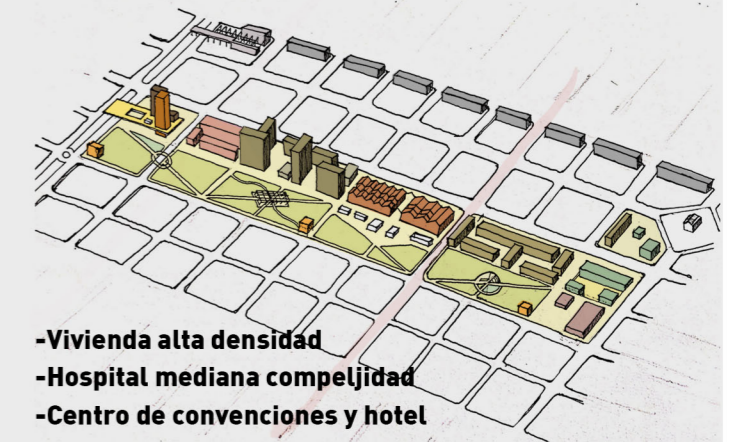 -Vivienda alta densidad
-Hospital mediana compeljidad
-Centro de convenciones y hotel